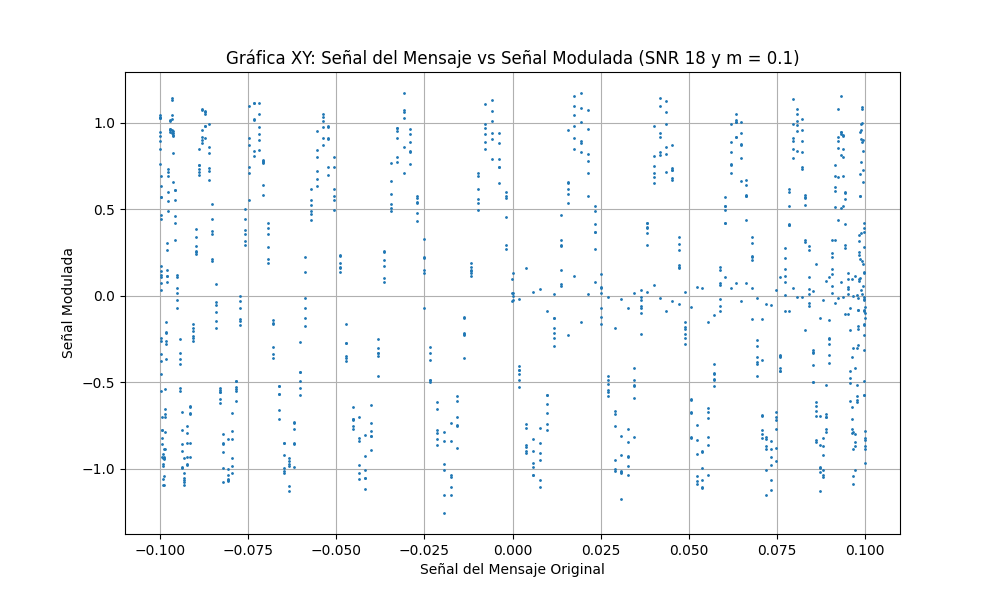 Gráfica XY: Señal del Mensaje vs Señal Modulada (SNR 18 y m = 0.1)
Señal Modulada
1.0
0.5
0.0
−0.5
−1.0
−0.100 −0.075 −0.050 −0.025 0.000 0.025 0.050 0.075 0.100
Señal del Mensaje Original